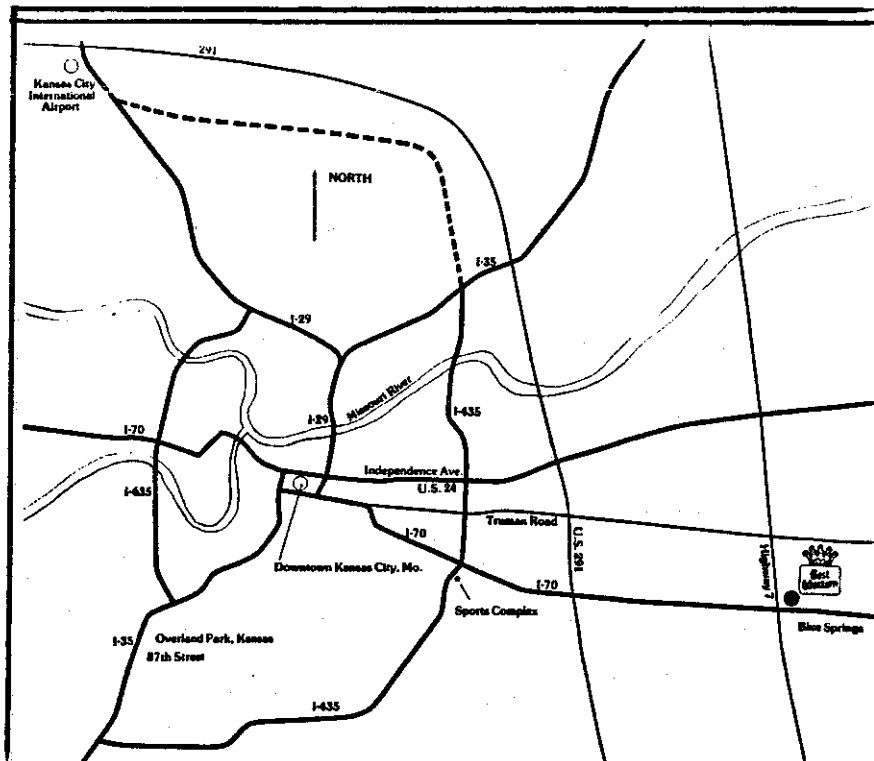 291
Kansas City
International
Airport
NORTH
I-35
I-29
Missouri River
I-29
I-435
I-70
Independence Ave.
U.S. 24
I-635
Truman Road
I-70
U.S. 291
Highway 7
Best
Western
Downtown Kansas City, Mo.
I-70
Sports Complex
Blue Springs
I-35
Overland Park, Kansas
87th Street
I-435